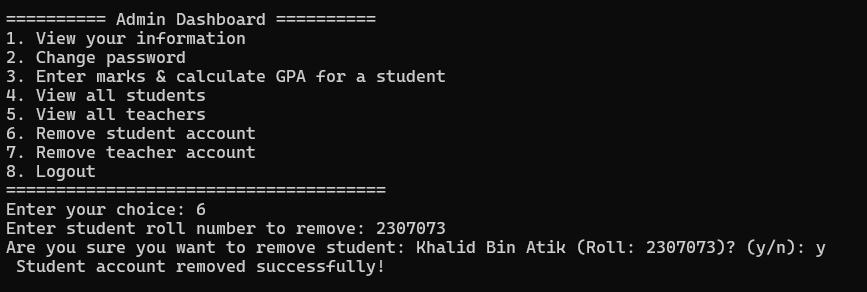 ========== Admin Dashboard ==========
1. View your information
2. Change password
3. Enter marks & calculate GPA for a student
4. View all students
5. View all teachers
6. Remove student account
7. Remove teacher account
8. Logout
======================================
Enter your choice: 6
Enter student roll number to remove: 2307073
Are you sure you want to remove student: Khalid Bin Atik (Roll: 2307073)? (y/n): y
 Student account removed successfully!